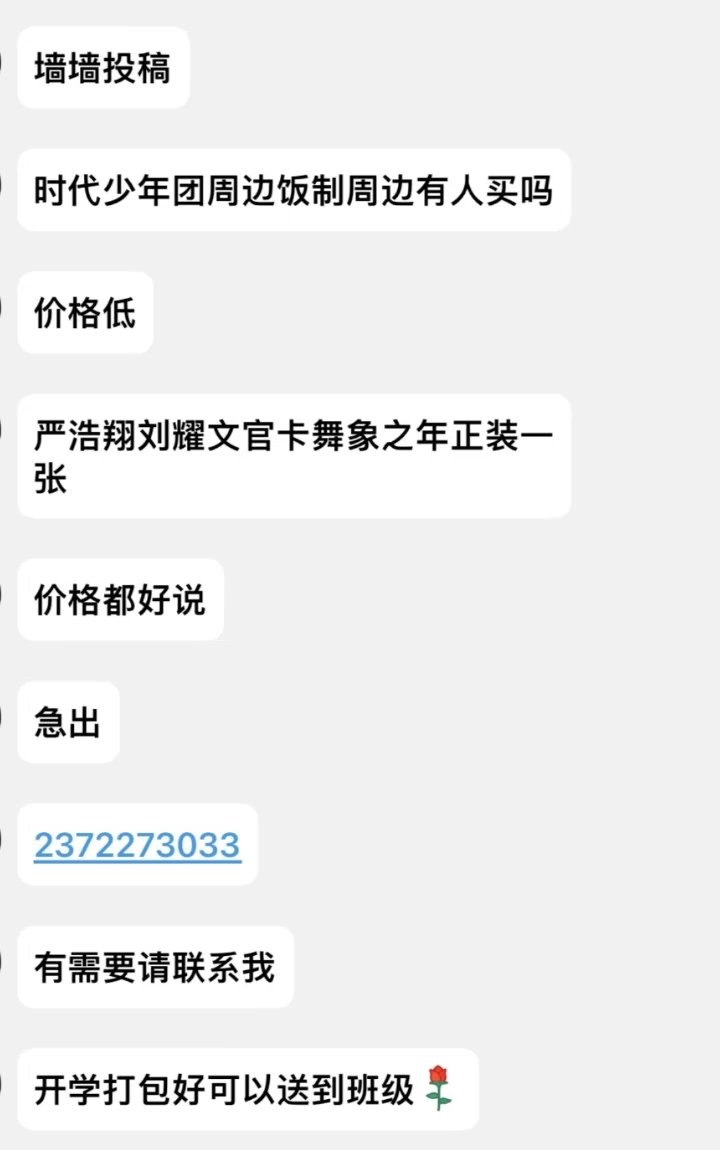 墙墙投稿
时代少年团周边饭制周边有人买吗
价格低
严浩翔刘耀文官卡舞象之年正装一
张
价格都好说
急出
2372273033
有需要请联系我
开学打包好可以送到班级🌹